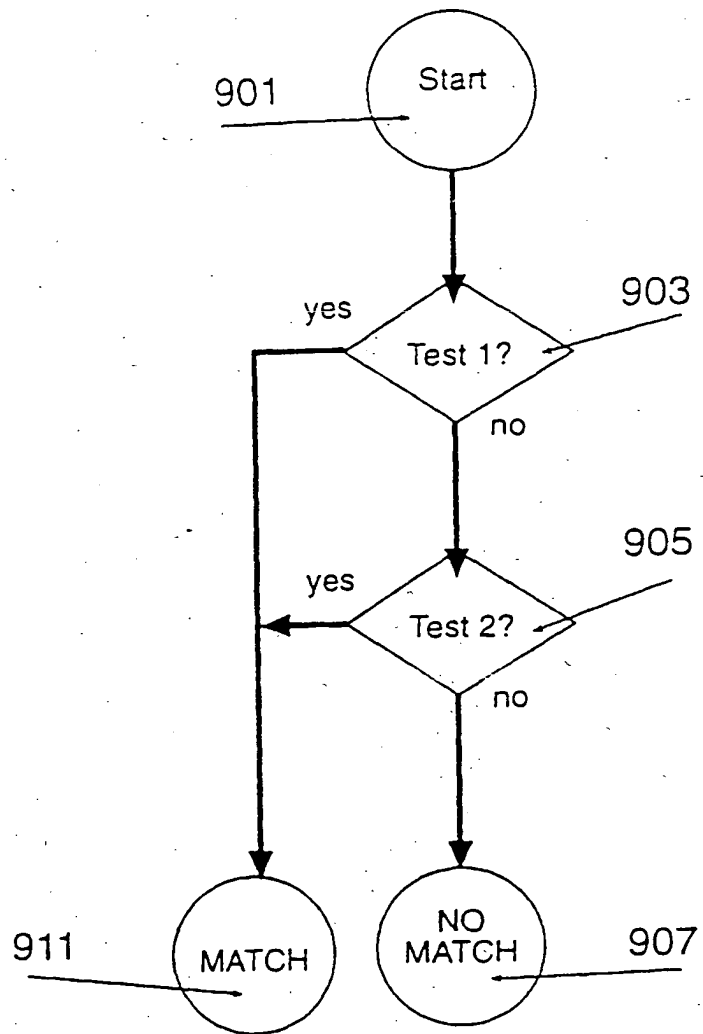 Start
901
903
yes
Test 1?
no
905
yes
Test 2?
no
NO
MATCH
911
MATCH
907